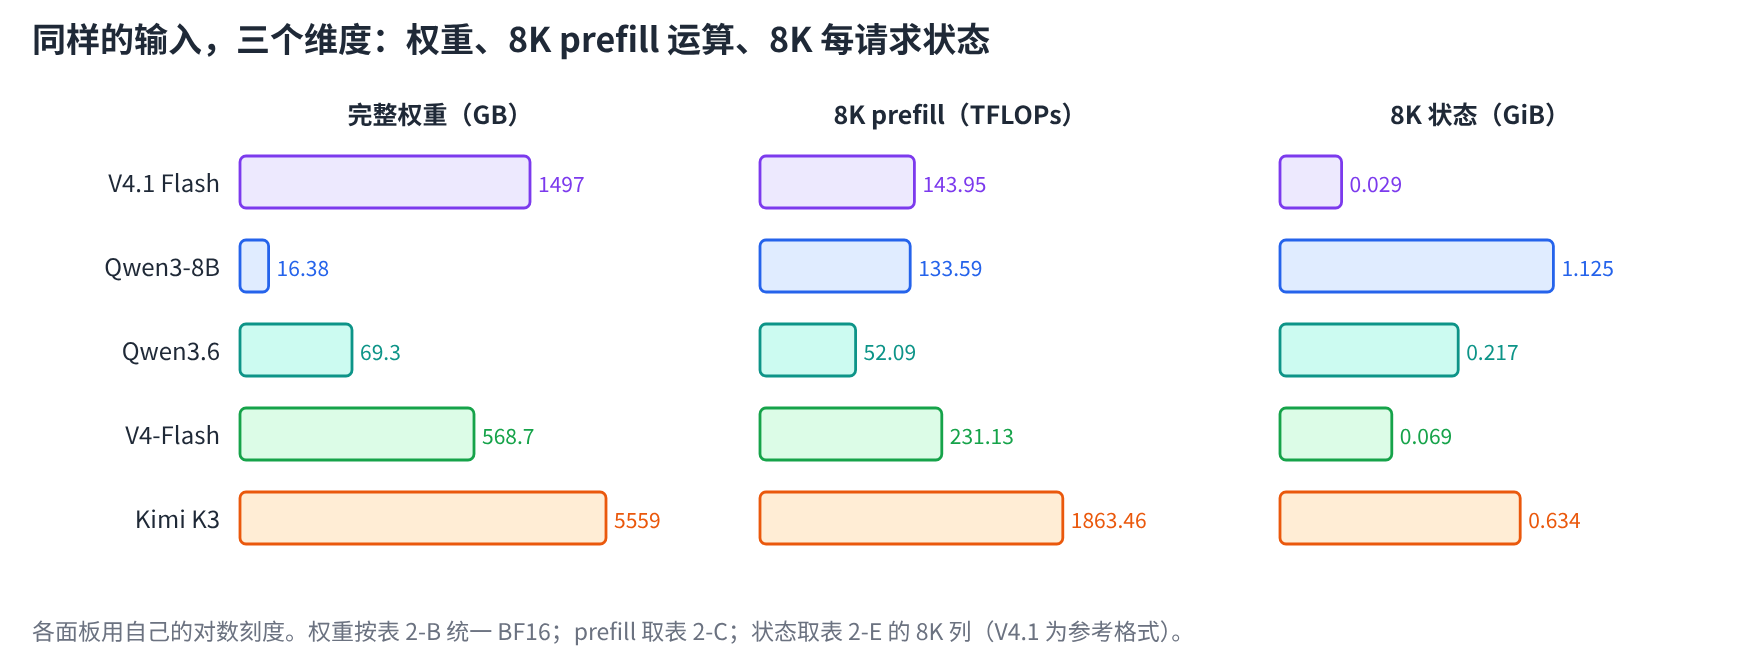 同样的输入，三个维度：权重、8K prefill 运算、8K 每请求状态
完整权重（GB）
8K prefill（TFLOPs）
8K 状态（GiB）
V4.1 Flash 1497 143.95 0.029
Qwen3-8B 16.38 133.59 1.125
Qwen3.6 69.3 52.09 0.217
V4-Flash 568.7 231.13 0.069
Kimi K3 5559 1863.46 0.634
各面板用自己的对数刻度。权重按表 2-B 统一 BF16；prefill 取表 2-C；状态取表 2-E 的 8K 列（V4.1 为参考格式）。